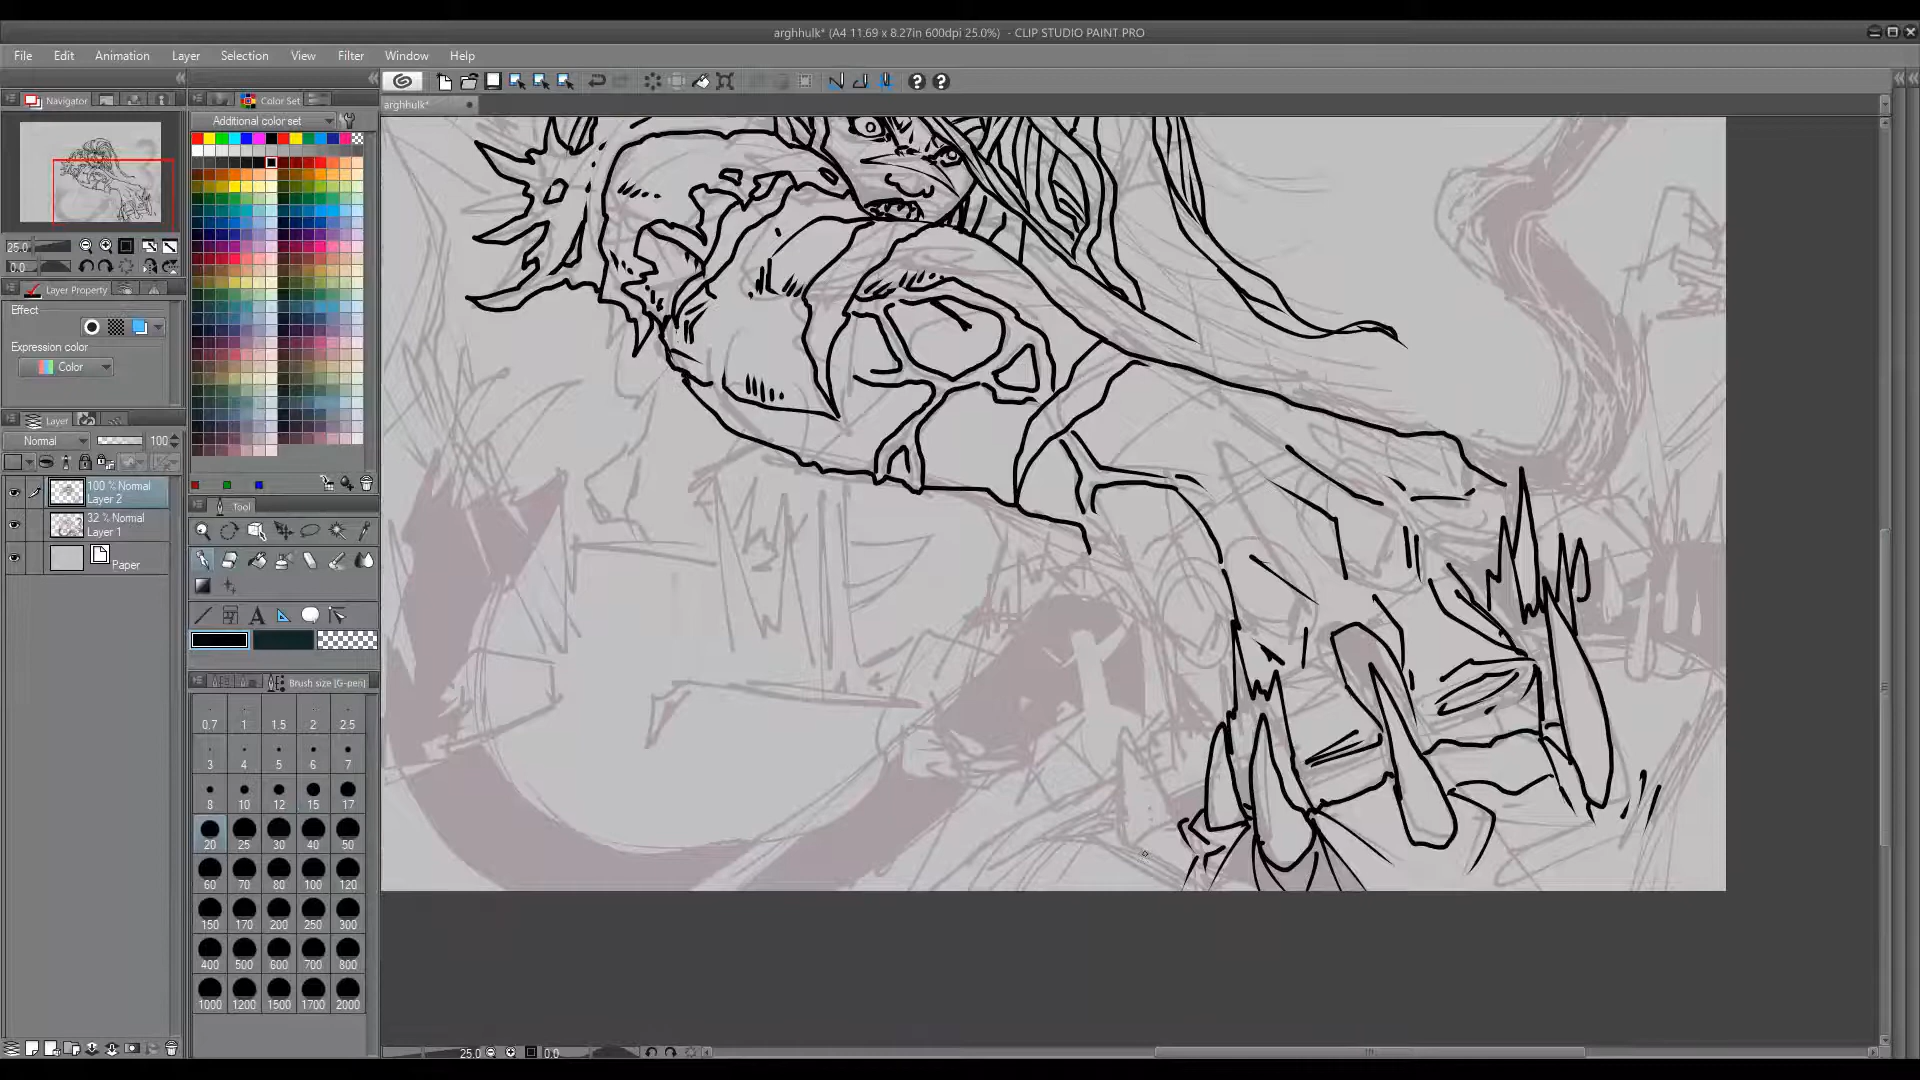 arghhulk* (A4 11.69 x 8.27in 600dpi 25.0%) - CLIP STUDIO PAINT PRO
File Edit Animation Layer Selection View Filter Window Help
Navigator
Color Set
arghhulk*
Additional color set
25.0
0.0
Layer Property
Effect
Expression color
Color
Layer
Normal 100
100 % Normal
Layer 2
32 % Normal
Layer 1
Paper
Tool
A
Brush size [G-pen]
0.7 1 1.5 2 2.5
3 4 5 6 7
8 10 12 15 17
20 25 30 40 50
60 70 80 100 120
150 170 200 250 300
400 500 600 700 800
1000 1200 1500 1700 2000
25.0 0.0